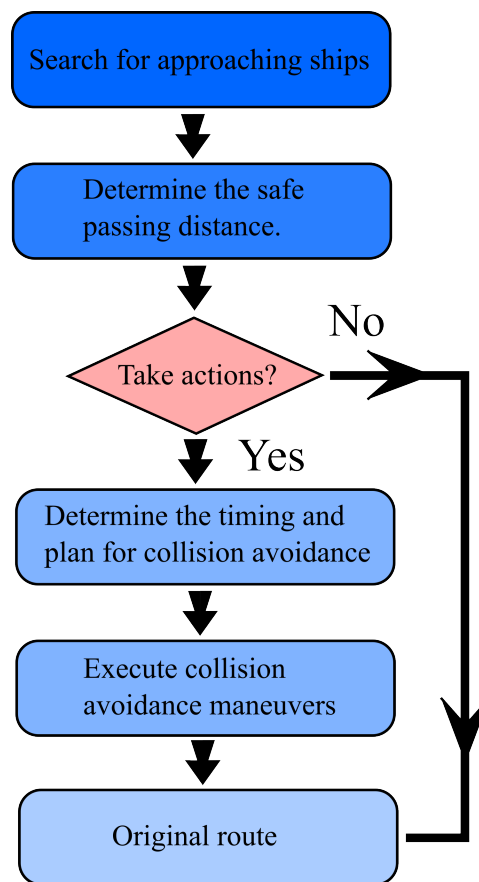 Search for approaching ships
Determine the safe
passing distance.
No
Take actions?
Yes
Determine the timing and
plan for collision avoidance
Execute collision
avoidance maneuvers
Original route